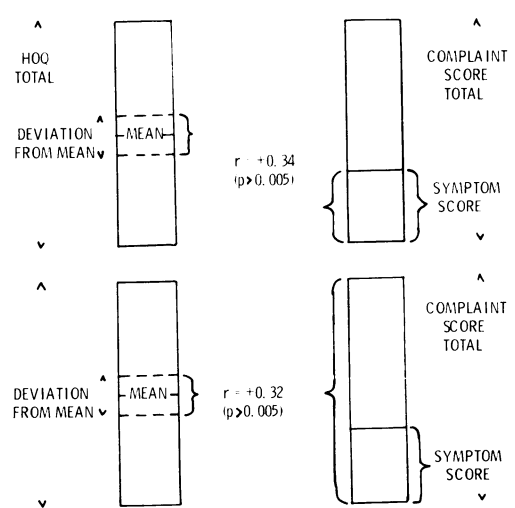 HOQ
TOTAL
DEVIATION
FROM MEAN
MEAN
r = +0.34
(p>0.005)
COMPLAINT
SCORE
TOTAL
SYMPTOM
SCORE
DEVIATION
FROM MEAN
MEAN
r = +0.32
(p>0.005)
COMPLAINT
SCORE
TOTAL
SYMPTOM
SCORE